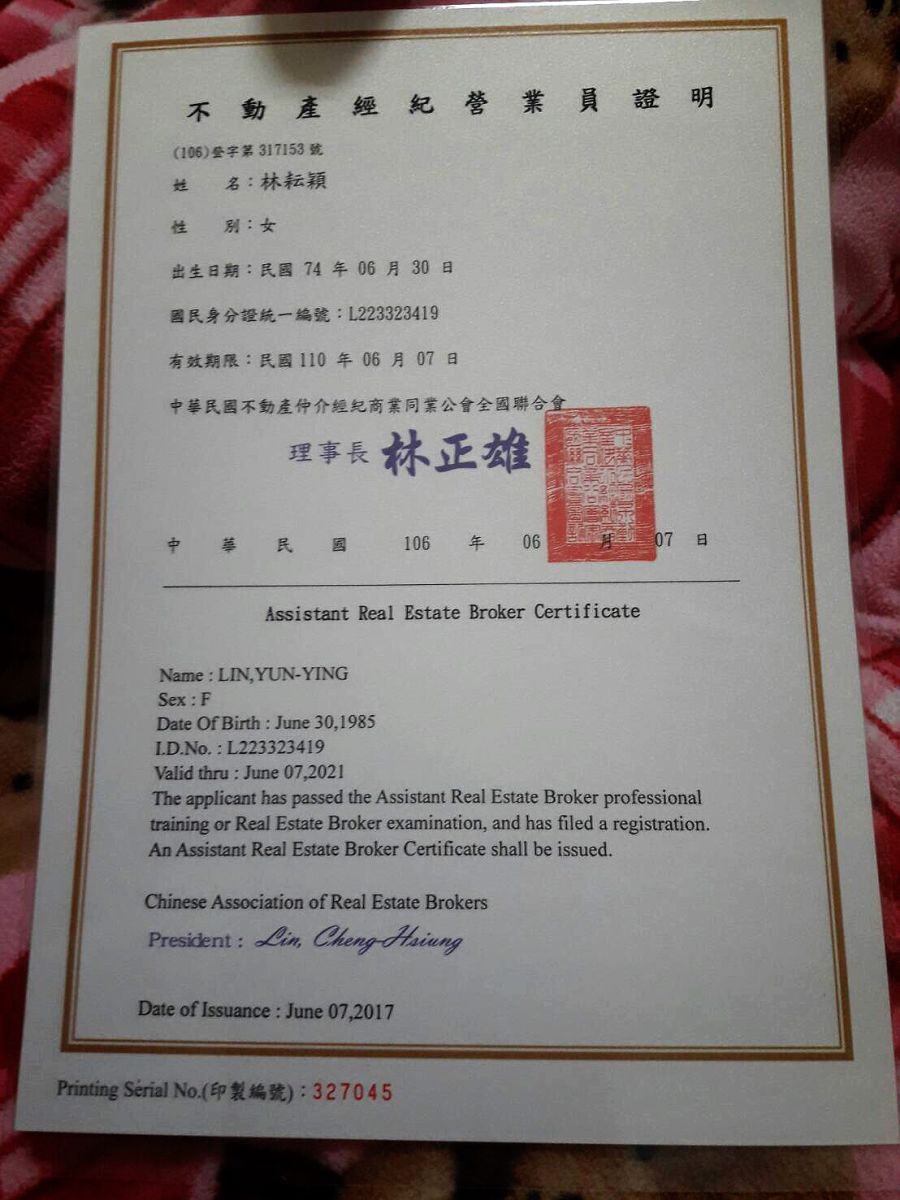 不動產經紀營業員證明
(106)登字第317153號
姓 名：林耘穎
性 別：女
出生日期：民國 74 年 06 月 30 日
國民身分證統一編號：L223323419
有效期限：民國110 年 06 月 07 日
中華民國不動產仲介經紀商業同業公會全國聯合會
理事長 林正雄
中 華 民 國 106 年 06 月 07 日
Assistant Real Estate Broker Certificate
Name : LIN,YUN-YING
Sex : F
Date Of Birth : June 30,1985
I.D.No. : L223323419
Valid thru : June 07,2021
The applicant has passed the Assistant Real Estate Broker professional
training or Real Estate Broker examination, and has filed a registration.
An Assistant Real Estate Broker Certificate shall be issued.
Chinese Association of Real Estate Brokers
President : Lin, Cheng-Hsiung
Date of Issuance : June 07,2017
Printing Serial No.(印製編號)：327045